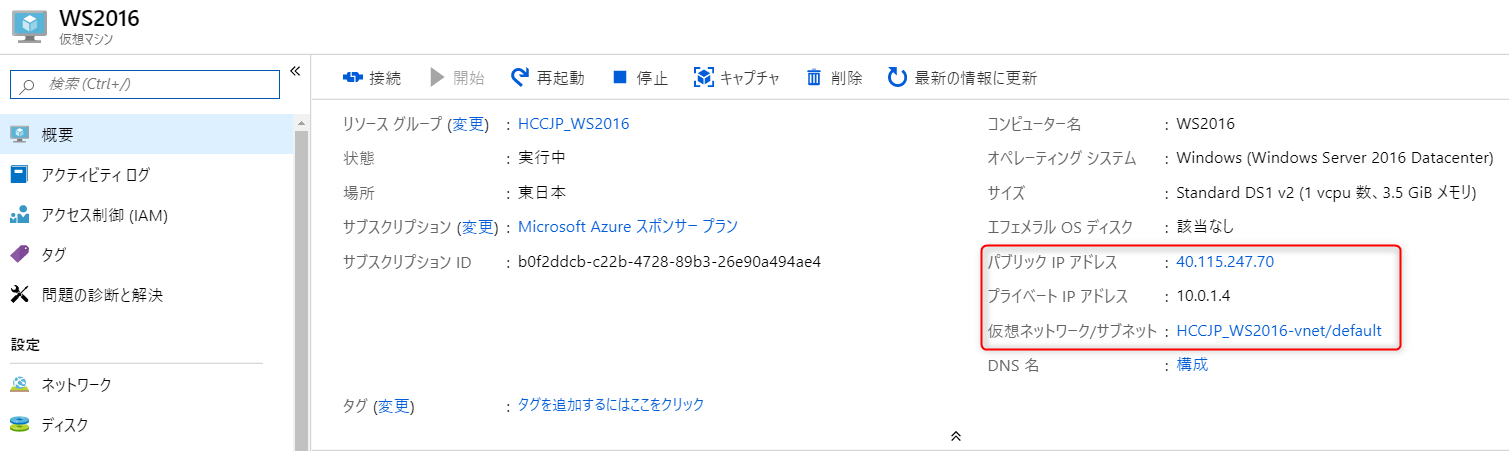 WS2016
仮想マシン
検索 (Ctrl+/)
«
概要
アクティビティ ログ
アクセス制御 (IAM)
タグ
問題の診断と解決
設定
ネットワーク
ディスク
接続 開始 再起動 停止 キャプチャ 削除 最新の情報に更新
リソース グループ (変更) : HCCJP_WS2016
状態 : 実行中
場所 : 東日本
サブスクリプション (変更) : Microsoft Azure スポンサー プラン
サブスクリプション ID : b0f2ddcb-c22b-4728-89b3-26e90a494ae4
タグ (変更) : タグを追加するにはここをクリック
コンピューター名 : WS2016
オペレーティング システム : Windows (Windows Server 2016 Datacenter)
サイズ : Standard DS1 v2 (1 vcpu 数、3.5 GiB メモリ)
エフェメラル OS ディスク : 該当なし
パブリック IP アドレス : 40.115.247.70
プライベート IP アドレス : 10.0.1.4
仮想ネットワーク/サブネット : HCCJP_WS2016-vnet/default
DNS 名 : 構成